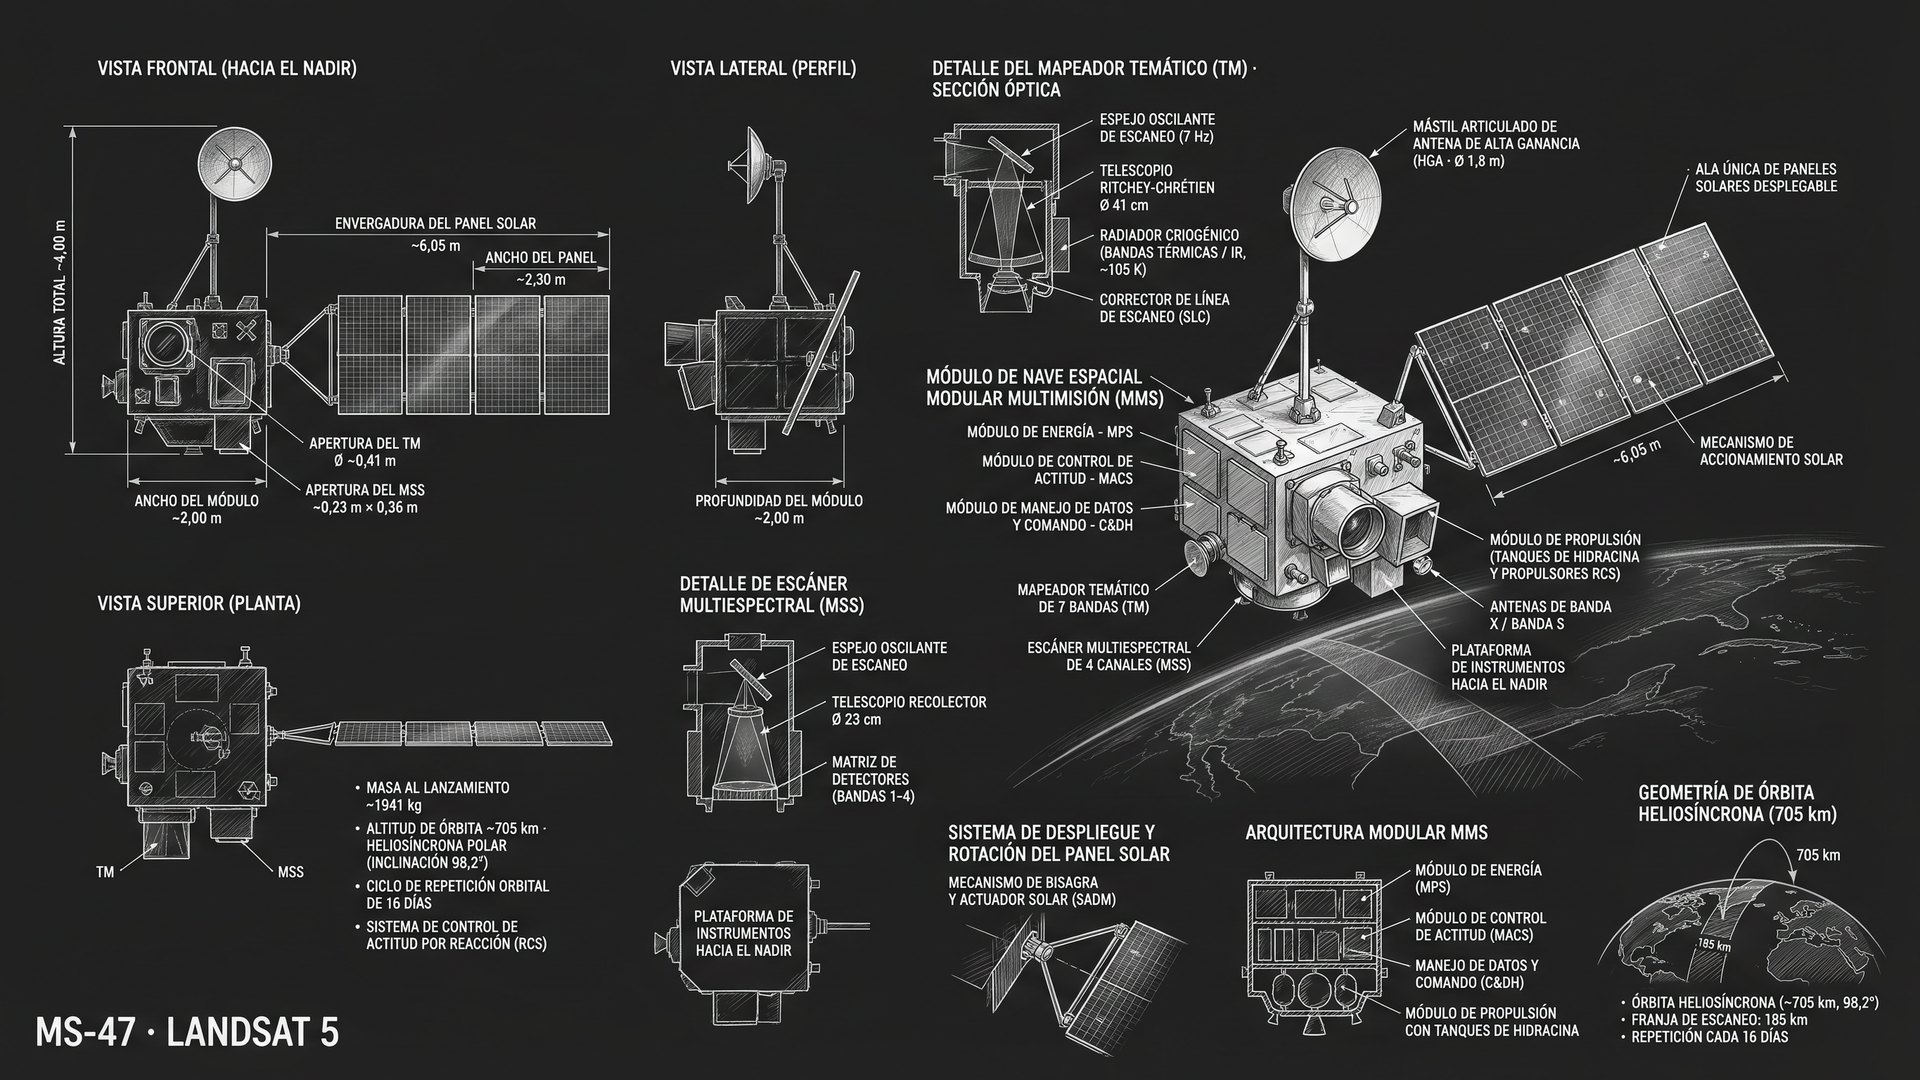 VISTA FRONTAL (HACIA EL NADIR)
ALTURA TOTAL ~4,00 m
ENVERGADURA DEL PANEL SOLAR
~6,05 m
ANCHO DEL PANEL
~2,30 m
APERTURA DEL TM
Ø ~0,41 m
APERTURA DEL MSS
~0,23 m × 0,36 m
ANCHO DEL MÓDULO
~2,00 m
VISTA LATERAL (PERFIL)
PROFUNDIDAD DEL MÓDULO
~2,00 m
DETALLE DEL MAPEADOR TEMÁTICO (TM) ·
SECCIÓN ÓPTICA
ESPEJO OSCILANTE
DE ESCANEO (7 Hz)
TELESCOPIO
RITCHEY-CHRÉTIEN
Ø 41 cm
RADIADOR CRIOGÉNICO
(BANDAS TÉRMICAS / IR,
~105 K)
CORRECTOR DE LÍNEA
DE ESCANEO (SLC)
MÁSTIL ARTICULADO DE
ANTENA DE ALTA GANANCIA
(HGA · Ø 1,8 m)
ALA ÚNICA DE PANELES
SOLARES DESPLEGABLE
MÓDULO DE NAVE ESPACIAL
MODULAR MULTIMISIÓN (MMS)
MÓDULO DE ENERGÍA - MPS
MÓDULO DE CONTROL DE
ACTITUD - MACS
MÓDULO DE MANEJO DE DATOS
Y COMANDO - C&DH
MAPEADOR TEMÁTICO
DE 7 BANDAS (TM)
ESCÁNER MULTIESPECTRAL
DE 4 CANALES (MSS)
~6,05 m
MECANISMO DE
ACCIONAMIENTO SOLAR
MÓDULO DE PROPULSIÓN
(TANQUES DE HIDRACINA
Y PROPULSORES RCS)
ANTENAS DE BANDA
X / BANDA S
PLATAFORMA
DE INSTRUMENTOS
HACIA EL NADIR
VISTA SUPERIOR (PLANTA)
TM
MSS
• MASA AL LANZAMIENTO
~1941 kg
• ALTITUD DE ÓRBITA ~705 km ·
HELIOSÍNCRONA POLAR
(INCLINACIÓN 98,2°)
• CICLO DE REPETICIÓN ORBITAL
DE 16 DÍAS
• SISTEMA DE CONTROL DE
ACTITUD POR REACCIÓN (RCS)
DETALLE DE ESCÁNER
MULTIESPECTRAL (MSS)
ESPEJO OSCILANTE
DE ESCANEO
TELESCOPIO RECOLECTOR
Ø 23 cm
MATRIZ DE
DETECTORES
(BANDAS 1-4)
PLATAFORMA DE
INSTRUMENTOS
HACIA EL NADIR
SISTEMA DE DESPLIEGUE Y
ROTACIÓN DEL PANEL SOLAR
MECANISMO DE BISAGRA
Y ACTUADOR SOLAR (SADM)
ARQUITECTURA MODULAR MMS
MÓDULO DE ENERGÍA
(MPS)
MÓDULO DE CONTROL
DE ACTITUD (MACS)
MANEJO DE DATOS Y
COMANDO (C&DH)
MÓDULO DE PROPULSIÓN
CON TANQUES DE HIDRACINA
GEOMETRÍA DE ÓRBITA
HELIOSÍNCRONA (705 km)
705 km
185 km
• ÓRBITA HELIOSÍNCRONA (~705 km, 98,2°)
• FRANJA DE ESCANEO: 185 km
• REPETICIÓN CADA 16 DÍAS
MS-47 · LANDSAT 5